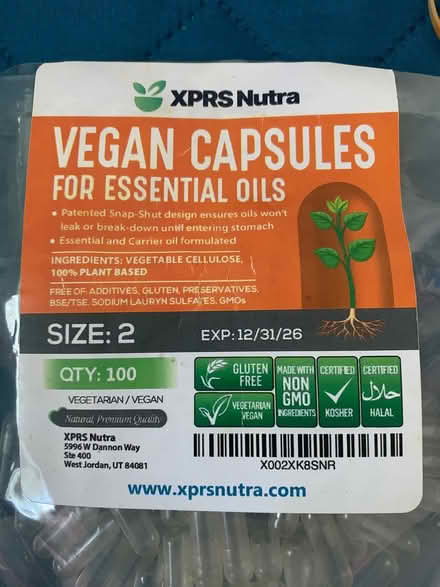 XPRS Nutra
VEGAN CAPSULES
FOR ESSENTIAL OILS
• Patented Snap-Shut design ensures oils won't
leak or break-down until entering stomach
• Essential and Carrier oil formulated
INGREDIENTS: VEGETABLE CELLULOSE,
100% PLANT BASED
FREE OF ADDITIVES, GLUTEN, PRESERVATIVES,
BSE/TSE, SODIUM LAURYN SULFATES, GMOs
SIZE: 2
EXP: 12/31/26
QTY: 100
VEGETARIAN / VEGAN
Natural, Premium Quality
GLUTEN
FREE
VEGETARIAN
VEGAN
MADE WITH
NON
GMO
INGREDIENTS
CERTIFIED
KOSHER
CERTIFIED
حلال
HALAL
XPRS Nutra
5996 W Dannon Way
Ste 400
West Jordan, UT 84081
X002XK8SNR
www.xprsnutra.com